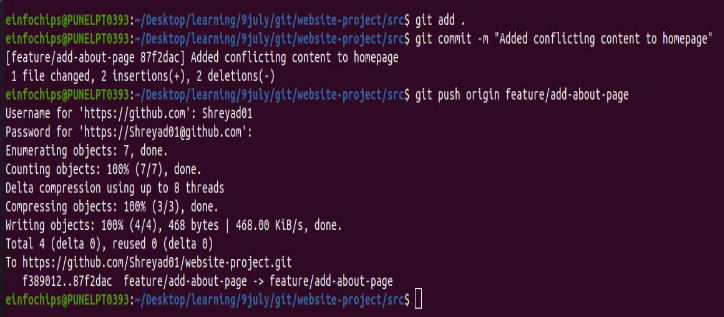 einfochips@PUNELPT0393:~/Desktop/learning/9july/git/website-project/src$ git add .
einfochips@PUNELPT0393:~/Desktop/learning/9july/git/website-project/src$ git commit -m "Added conflicting content to homepage"
[feature/add-about-page 87f2dac] Added conflicting content to homepage
 1 file changed, 2 insertions(+), 2 deletions(-)
einfochips@PUNELPT0393:~/Desktop/learning/9july/git/website-project/src$ git push origin feature/add-about-page
Username for 'https://github.com': Shreyad01
Password for 'https://Shreyad01@github.com':
Enumerating objects: 7, done.
Counting objects: 100% (7/7), done.
Delta compression using up to 8 threads
Compressing objects: 100% (3/3), done.
Writing objects: 100% (4/4), 468 bytes | 468.00 KiB/s, done.
Total 4 (delta 0), reused 0 (delta 0)
To https://github.com/Shreyad01/website-project.git
   f389012..87f2dac  feature/add-about-page -> feature/add-about-page
einfochips@PUNELPT0393:~/Desktop/learning/9july/git/website-project/src$